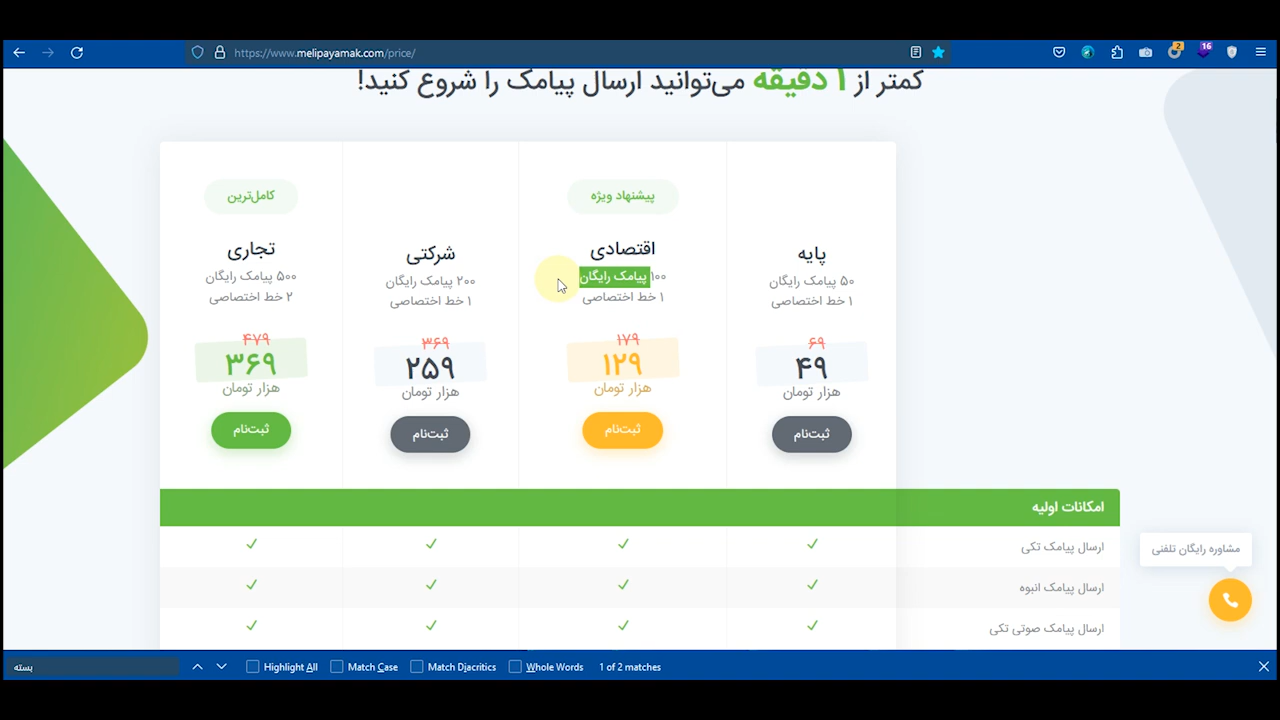 https://www.melipayamak.com/price/
2
16
کمتر از ۱ دقیقه می‌توانید ارسال پیامک را شروع کنید!
پایه
۵۰ پیامک رایگان
۱ خط اختصاصی
۶۹
۴۹
هزار تومان
ثبت‌نام
پیشنهاد ویژه
اقتصادی
۱۰۰ پیامک رایگان
۱ خط اختصاصی
۱۷۹
۱۲۹
هزار تومان
ثبت‌نام
شرکتی
۲۰۰ پیامک رایگان
۱ خط اختصاصی
۳۶۹
۲۵۹
هزار تومان
ثبت‌نام
کامل‌ترین
تجاری
۵۰۰ پیامک رایگان
۲ خط اختصاصی
۴۷۹
۳۶۹
هزار تومان
ثبت‌نام
امکانات اولیه
ارسال پیامک تکی
ارسال پیامک انبوه
ارسال پیامک صوتی تکی
مشاوره رایگان تلفنی
بسته
Highlight All
Match Case
Match Diacritics
Whole Words
1 of 2 matches